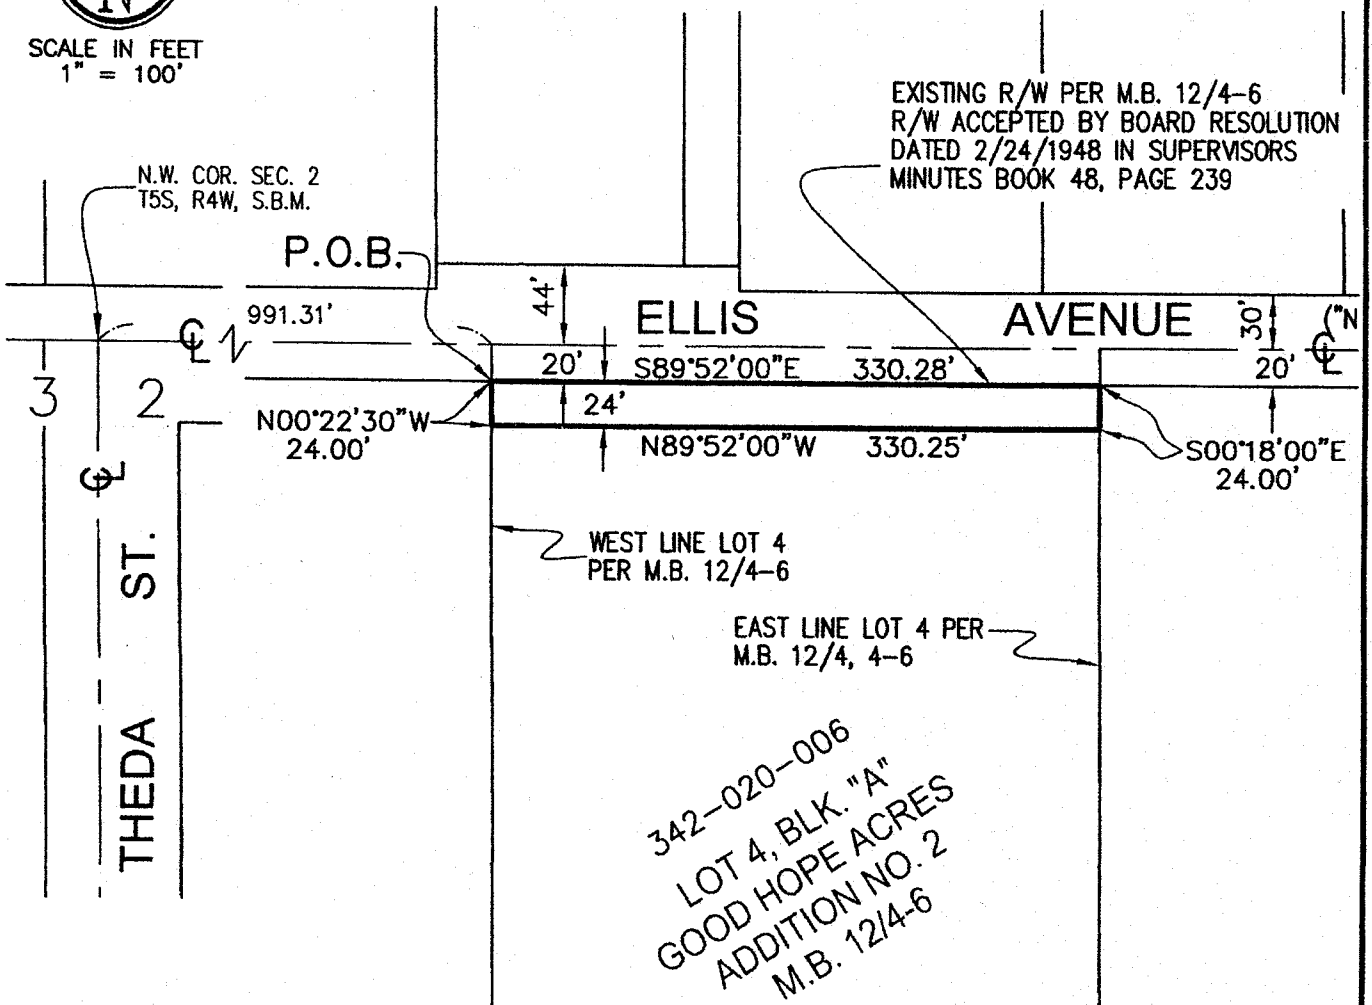 N
SCALE IN FEET
1" = 100'
EXISTING R/W PER M.B. 12/4-6
R/W ACCEPTED BY BOARD RESOLUTION
DATED 2/24/1948 IN SUPERVISORS
MINUTES BOOK 48, PAGE 239
N.W. COR. SEC. 2
T5S, R4W, S.B.M.
P.O.B.
991.31'
44'
ELLIS AVENUE
30'
("N
℄
℄
20'
S89°52'00"E 330.28'
20'
3
2
24'
N00°22'30"W
24.00'
N89°52'00"W 330.25'
S00°18'00"E
24.00'
℄
THEDA ST.
WEST LINE LOT 4
PER M.B. 12/4-6
EAST LINE LOT 4 PER
M.B. 12/4, 4-6
342-020-006
LOT 4, BLK. "A"
GOOD HOPE ACRES
ADDITION NO. 2
M.B. 12/4-6